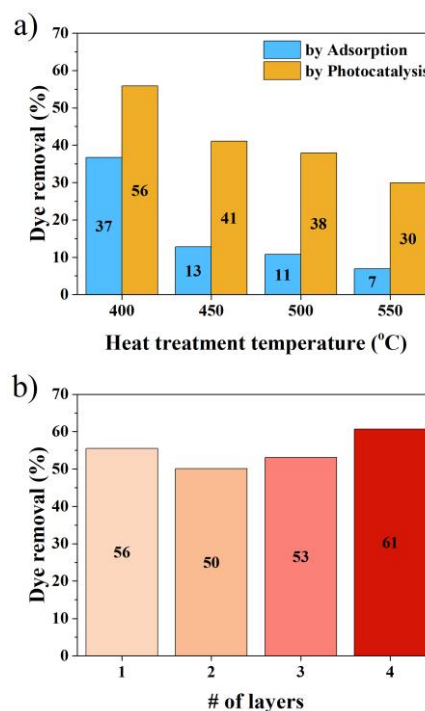 a)
by Adsorption
by Photocatalysis
Dye removal (%)
70
60
50
40
30
20
10
0
37
56
13
41
11
38
7
30
400 450 500 550
Heat treatment temperature (°C)
b)
Dye removal (%)
70
60
50
40
30
20
10
0
56
50
53
61
1 2 3 4
# of layers